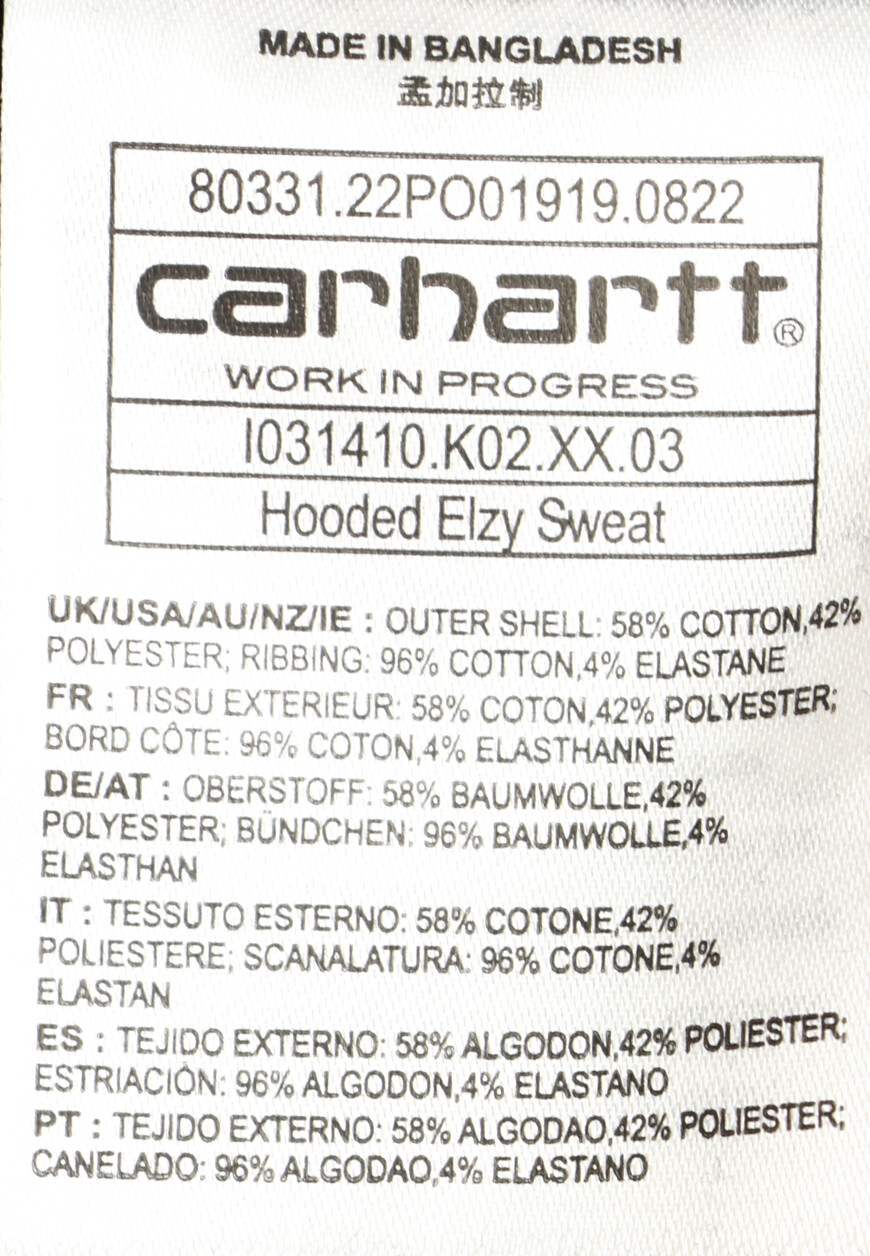 MADE IN BANGLADESH
孟加拉制
80331.22PO01919.0822
carhartt®
WORK IN PROGRESS
I031410.K02.XX.03
Hooded Elzy Sweat
UK/USA/AU/NZ/IE : OUTER SHELL: 58% COTTON,42%
POLYESTER; RIBBING: 96% COTTON,4% ELASTANE
FR : TISSU EXTERIEUR: 58% COTON,42% POLYESTER;
BORD CÔTE: 96% COTON,4% ELASTHANNE
DE/AT : OBERSTOFF: 58% BAUMWOLLE,42%
POLYESTER; BÜNDCHEN: 96% BAUMWOLLE,4%
ELASTHAN
IT : TESSUTO ESTERNO: 58% COTONE,42%
POLIESTERE; SCANALATURA: 96% COTONE,4%
ELASTAN
ES : TEJIDO EXTERNO: 58% ALGODON,42% POLIESTER;
ESTRIACIÓN: 96% ALGODON,4% ELASTANO
PT : TEJIDO EXTERNO: 58% ALGODAO,42% POLIESTER;
CANELADO: 96% ALGODAO,4% ELASTANO